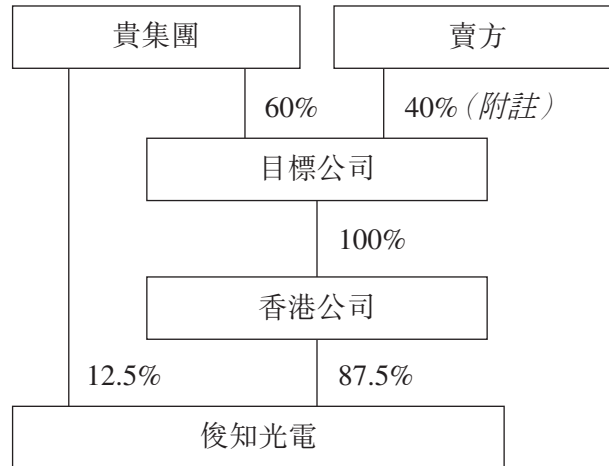 貴集團 賣方
60% 40%（附註）
目標公司
100%
香港公司
12.5% 87.5%
俊知光電